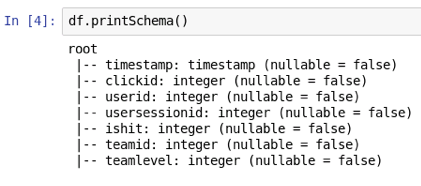 In [4]: df.printSchema()
root
 |-- timestamp: timestamp (nullable = false)
 |-- clickid: integer (nullable = false)
 |-- userid: integer (nullable = false)
 |-- usersessionid: integer (nullable = false)
 |-- ishit: integer (nullable = false)
 |-- teamid: integer (nullable = false)
 |-- teamlevel: integer (nullable = false)